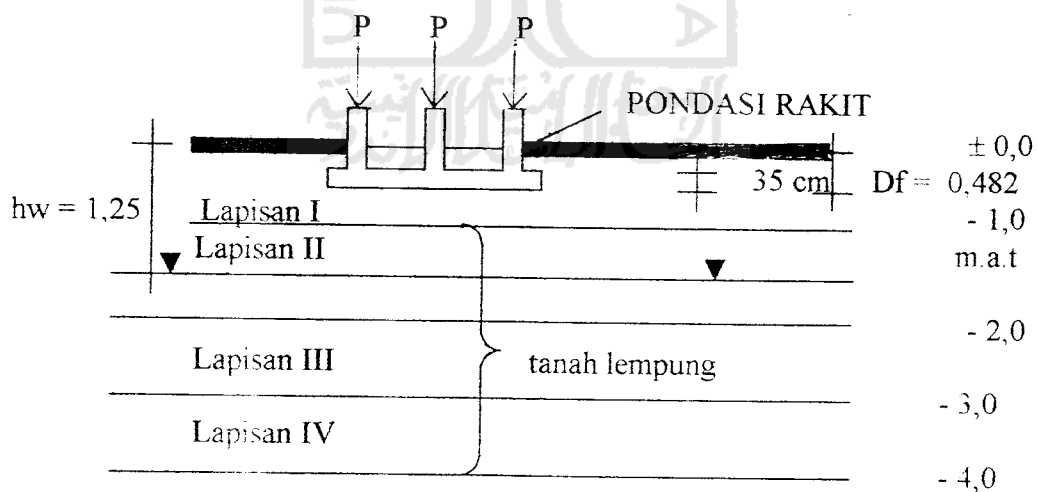 P P P
PONDASI RAKIT
± 0,0
35 cm Df = 0,482
hw = 1,25
Lapisan I - 1,0
Lapisan II m.a.t
- 2,0
Lapisan III tanah lempung
- 3,0
Lapisan IV
- 4,0